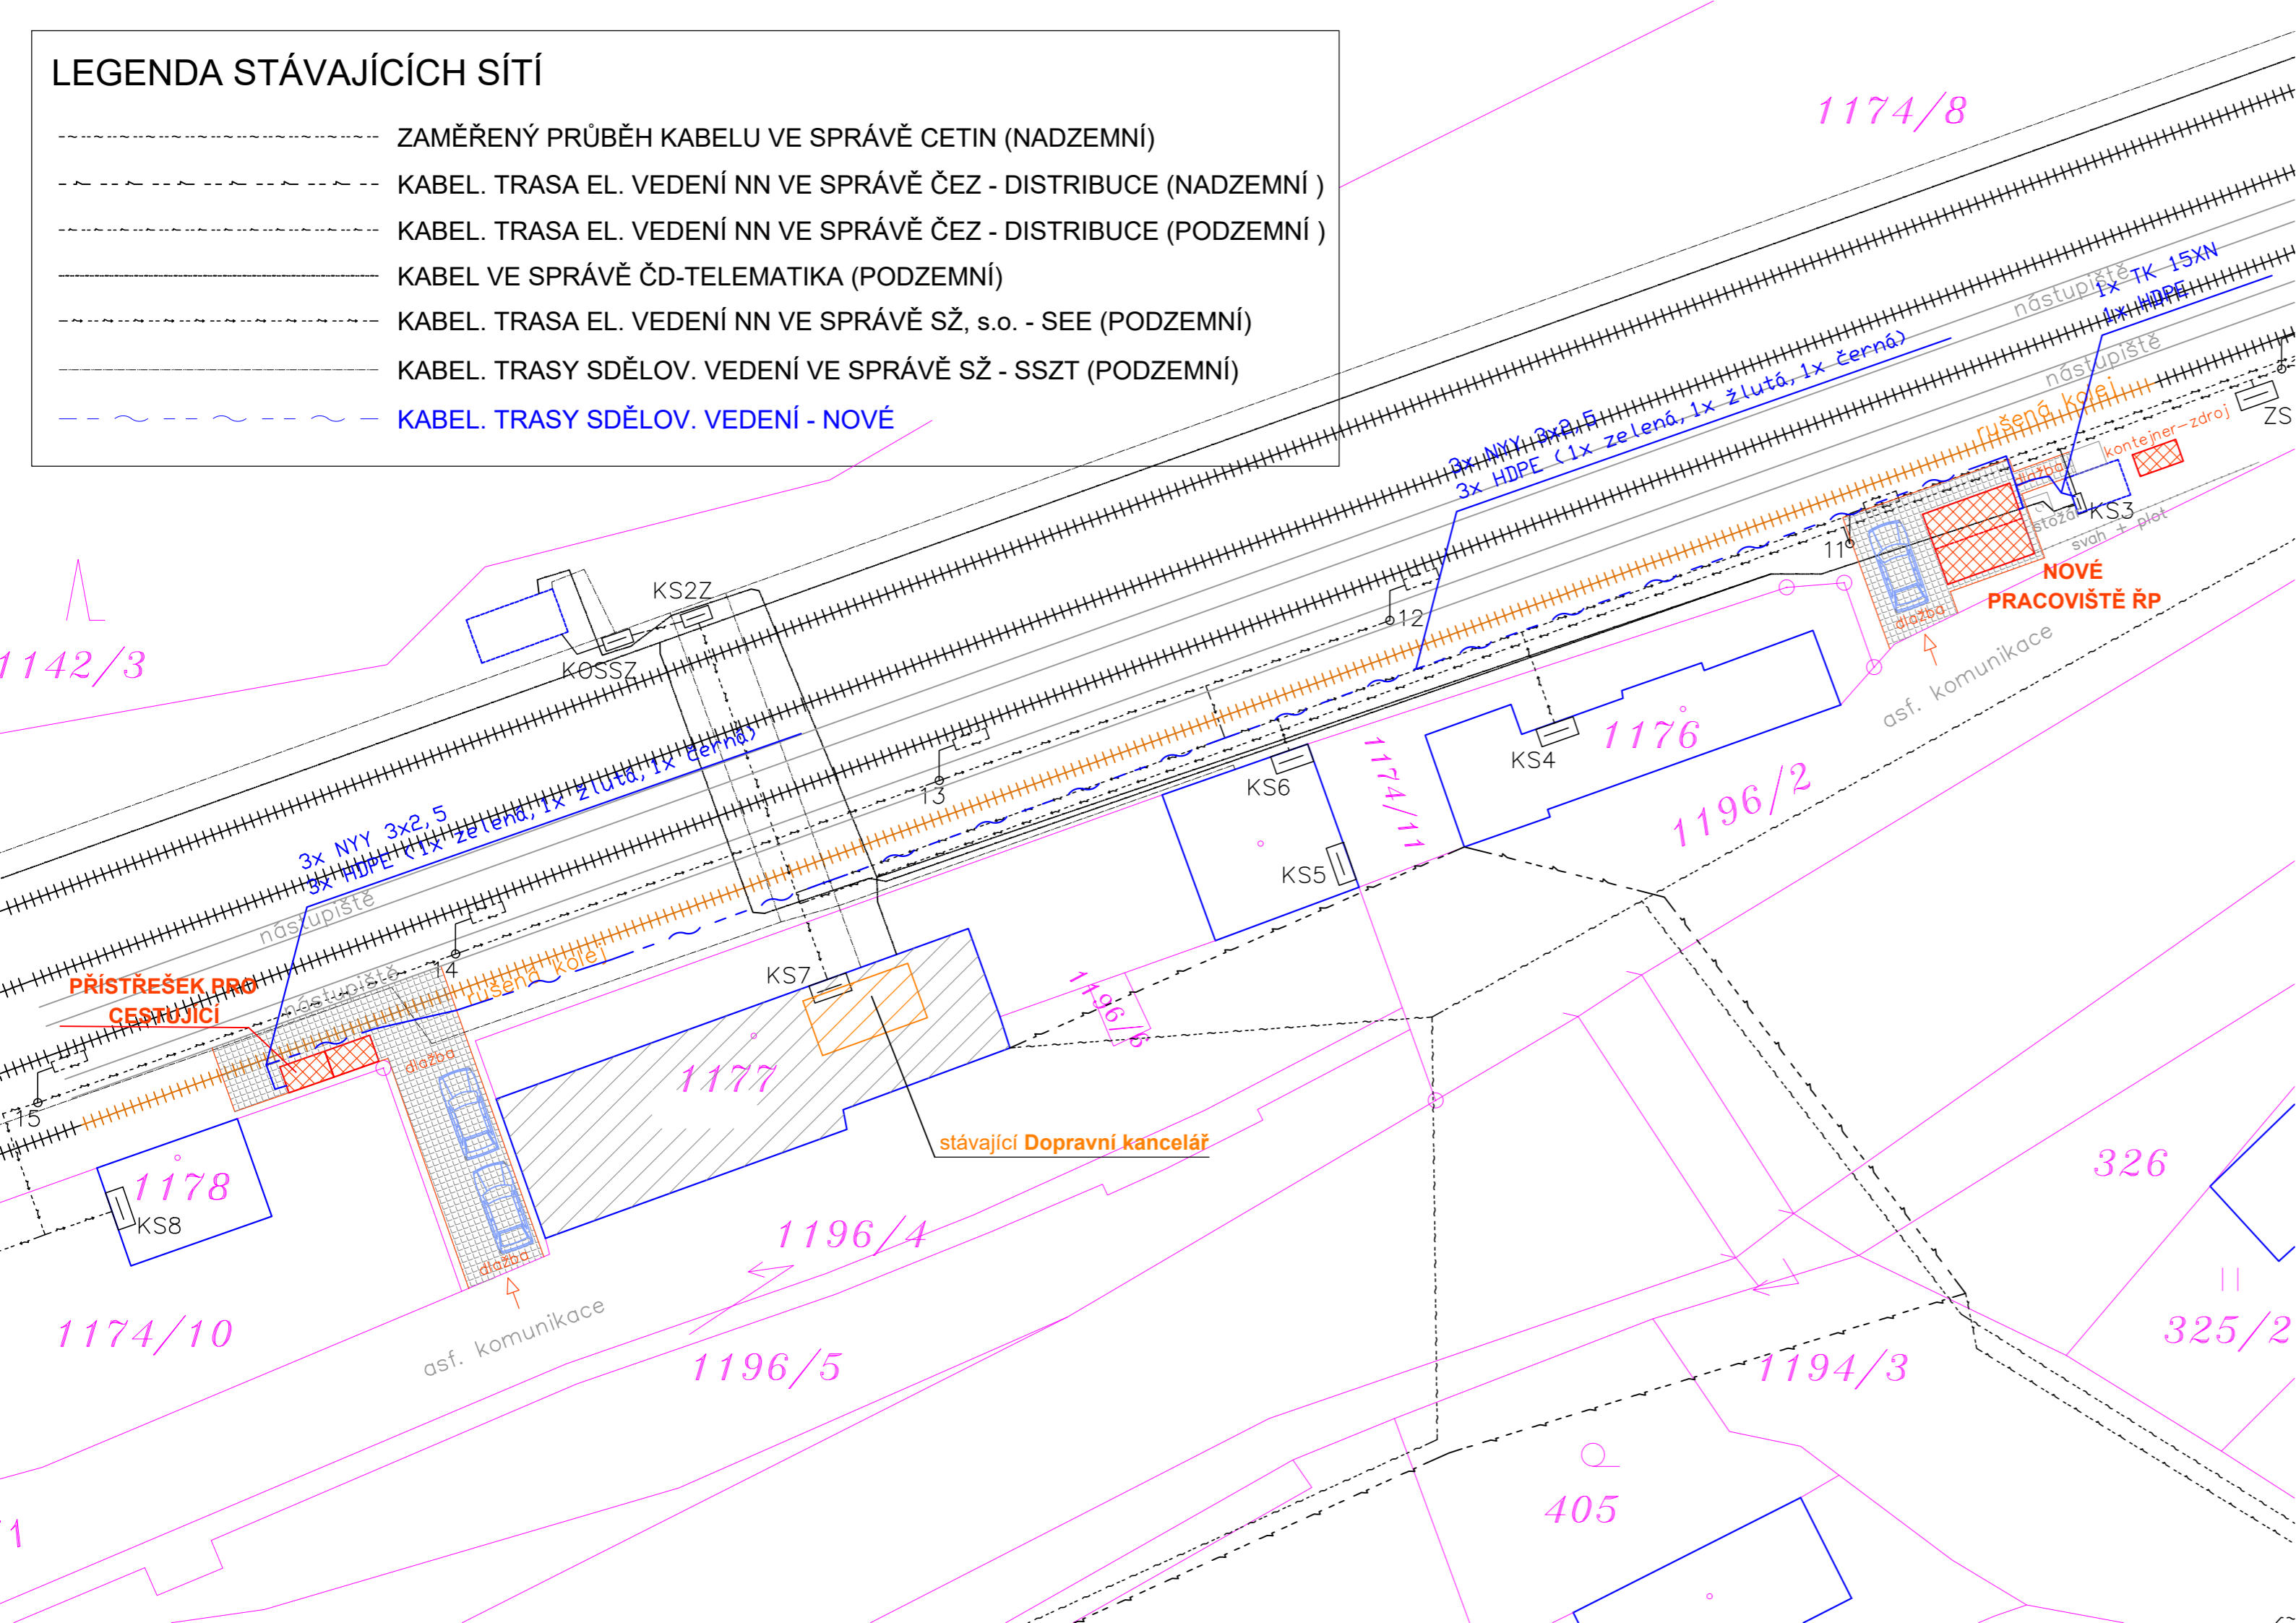 LEGENDA STÁVAJÍCÍCH SÍTÍ
ZAMĚŘENÝ PRŮBĚH KABELU VE SPRÁVĚ CETIN (NADZEMNÍ)
KABEL. TRASA EL. VEDENÍ NN VE SPRÁVĚ ČEZ - DISTRIBUCE (NADZEMNÍ )
KABEL. TRASA EL. VEDENÍ NN VE SPRÁVĚ ČEZ - DISTRIBUCE (PODZEMNÍ )
KABEL VE SPRÁVĚ ČD-TELEMATIKA (PODZEMNÍ)
KABEL. TRASA EL. VEDENÍ NN VE SPRÁVĚ SŽ, s.o. - SEE (PODZEMNÍ)
KABEL. TRASY SDĚLOV. VEDENÍ VE SPRÁVĚ SŽ - SSZT (PODZEMNÍ)
KABEL. TRASY SDĚLOV. VEDENÍ - NOVÉ
1174/8
1x TK 15XN
1x HDPE
nástupiště
nástupiště
rušená kolej
kontejner-zdroj
ZS
3x NYY 3x2,5
3x HDPE (1x zelená,1x žlutá,1x černá)
dlažba
KS3
stožár
svah + plot
11
NOVÉ
PRACOVIŠTĚ ŘP
dlažba
asf. komunikace
KS2Z
KOSSZ
1142/3
12
1176
KS4
1174/11
KS6
KS5
1196/2
13
3x NYY 3x2,5
3x HDPE (1x zelená,1x žlutá,1x černá)
nástupiště
nástupiště
14
rušená kolej
PŘÍSTŘEŠEK PRO
CESTUJÍCÍ
KS7
1196/6
15
dlažba
1177
stávající Dopravní kancelář
1178
KS8
dlažba
1196/4
326
325/2
1174/10
asf. komunikace
1196/5
1194/3
405
/1